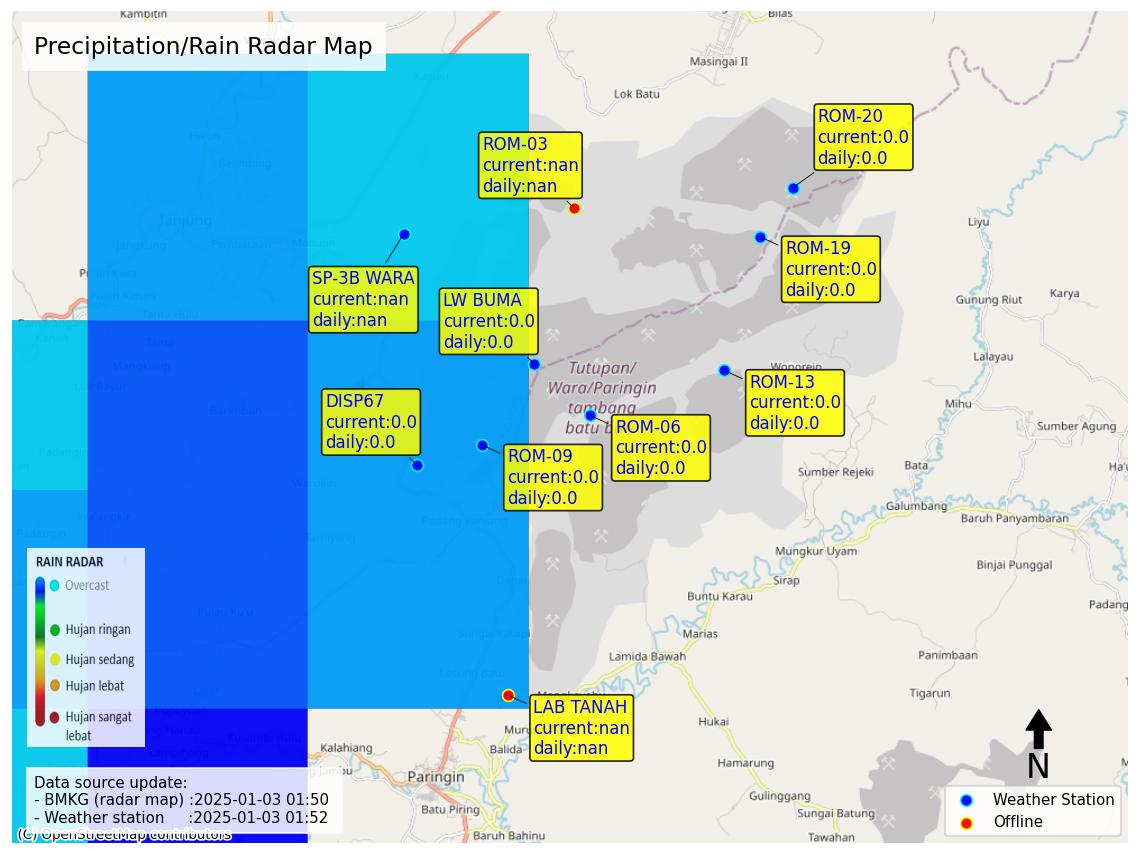 Kambitin
Bilas
Precipitation/Rain Radar Map
Masingai II
Kapulu
Lok Batu
ROM-20
current:0.0
daily:0.0
ROM-03
current:nan
daily:nan
Tanjung
Liyu
ROM-19
current:0.0
daily:0.0
SP-3B WARA
current:nan
daily:nan
LW BUMA
current:0.0
daily:0.0
Gunung Riut
Karya
Lalayau
Mangkusip
Tutupan/
Wara/Paringin
tambang
batu b
Wonorejo
ROM-13
current:0.0
daily:0.0
DISP67
current:0.0
daily:0.0
Barimbun
Mihu
ROM-06
current:0.0
daily:0.0
Sumber Agung
ROM-09
current:0.0
daily:0.0
Sumber Rejeki
Bata
Ha'u
Galumbang
Baruh Panyambaran
Mungkur Uyam
Binjai Punggal
RAIN RADAR
Overcast
Hujan ringan
Hujan sedang
Hujan lebat
Hujan sangat
lebat
Sirap
Buntu Karau
Padang
Marias
Lamida Bawah
Panimbaan
Tigarun
LAB TANAH
current:nan
daily:nan
Hukai
Kalahiang
Balida
Hamarung
Paringin
N
Gulinggang
Batu Piring
Sungai Batung
Tawahan
Baruh Bahinu
Data source update:
- BMKG (radar map) :2025-01-03 01:50
- Weather station :2025-01-03 01:52
(C) OpenStreetMap contributors
Weather Station
Offline